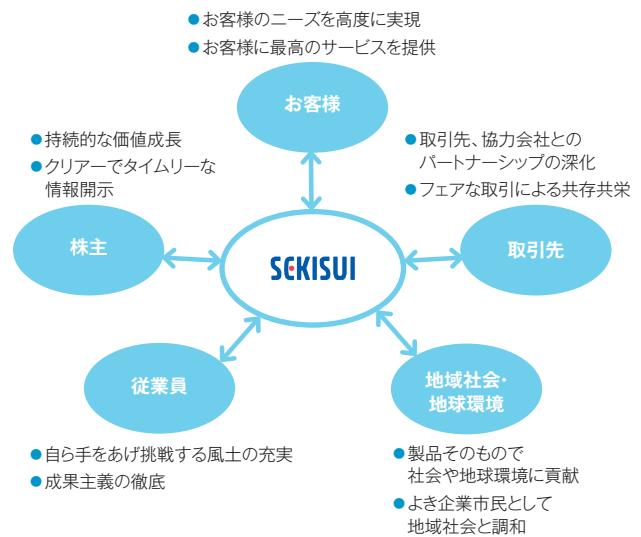 ●お客様のニーズを高度に実現
●お客様に最高のサービスを提供
お客様
●持続的な価値成長
●クリアーでタイムリーな
情報開示
株主
●取引先、協力会社との
パートナーシップの深化
●フェアな取引による共存共栄
取引先
SEKISUI
従業員
●自ら手をあげ挑戦する風土の充実
●成果主義の徹底
地域社会・
地球環境
●製品そのもので
社会や地球環境に貢献
●よき企業市民として
地域社会と調和